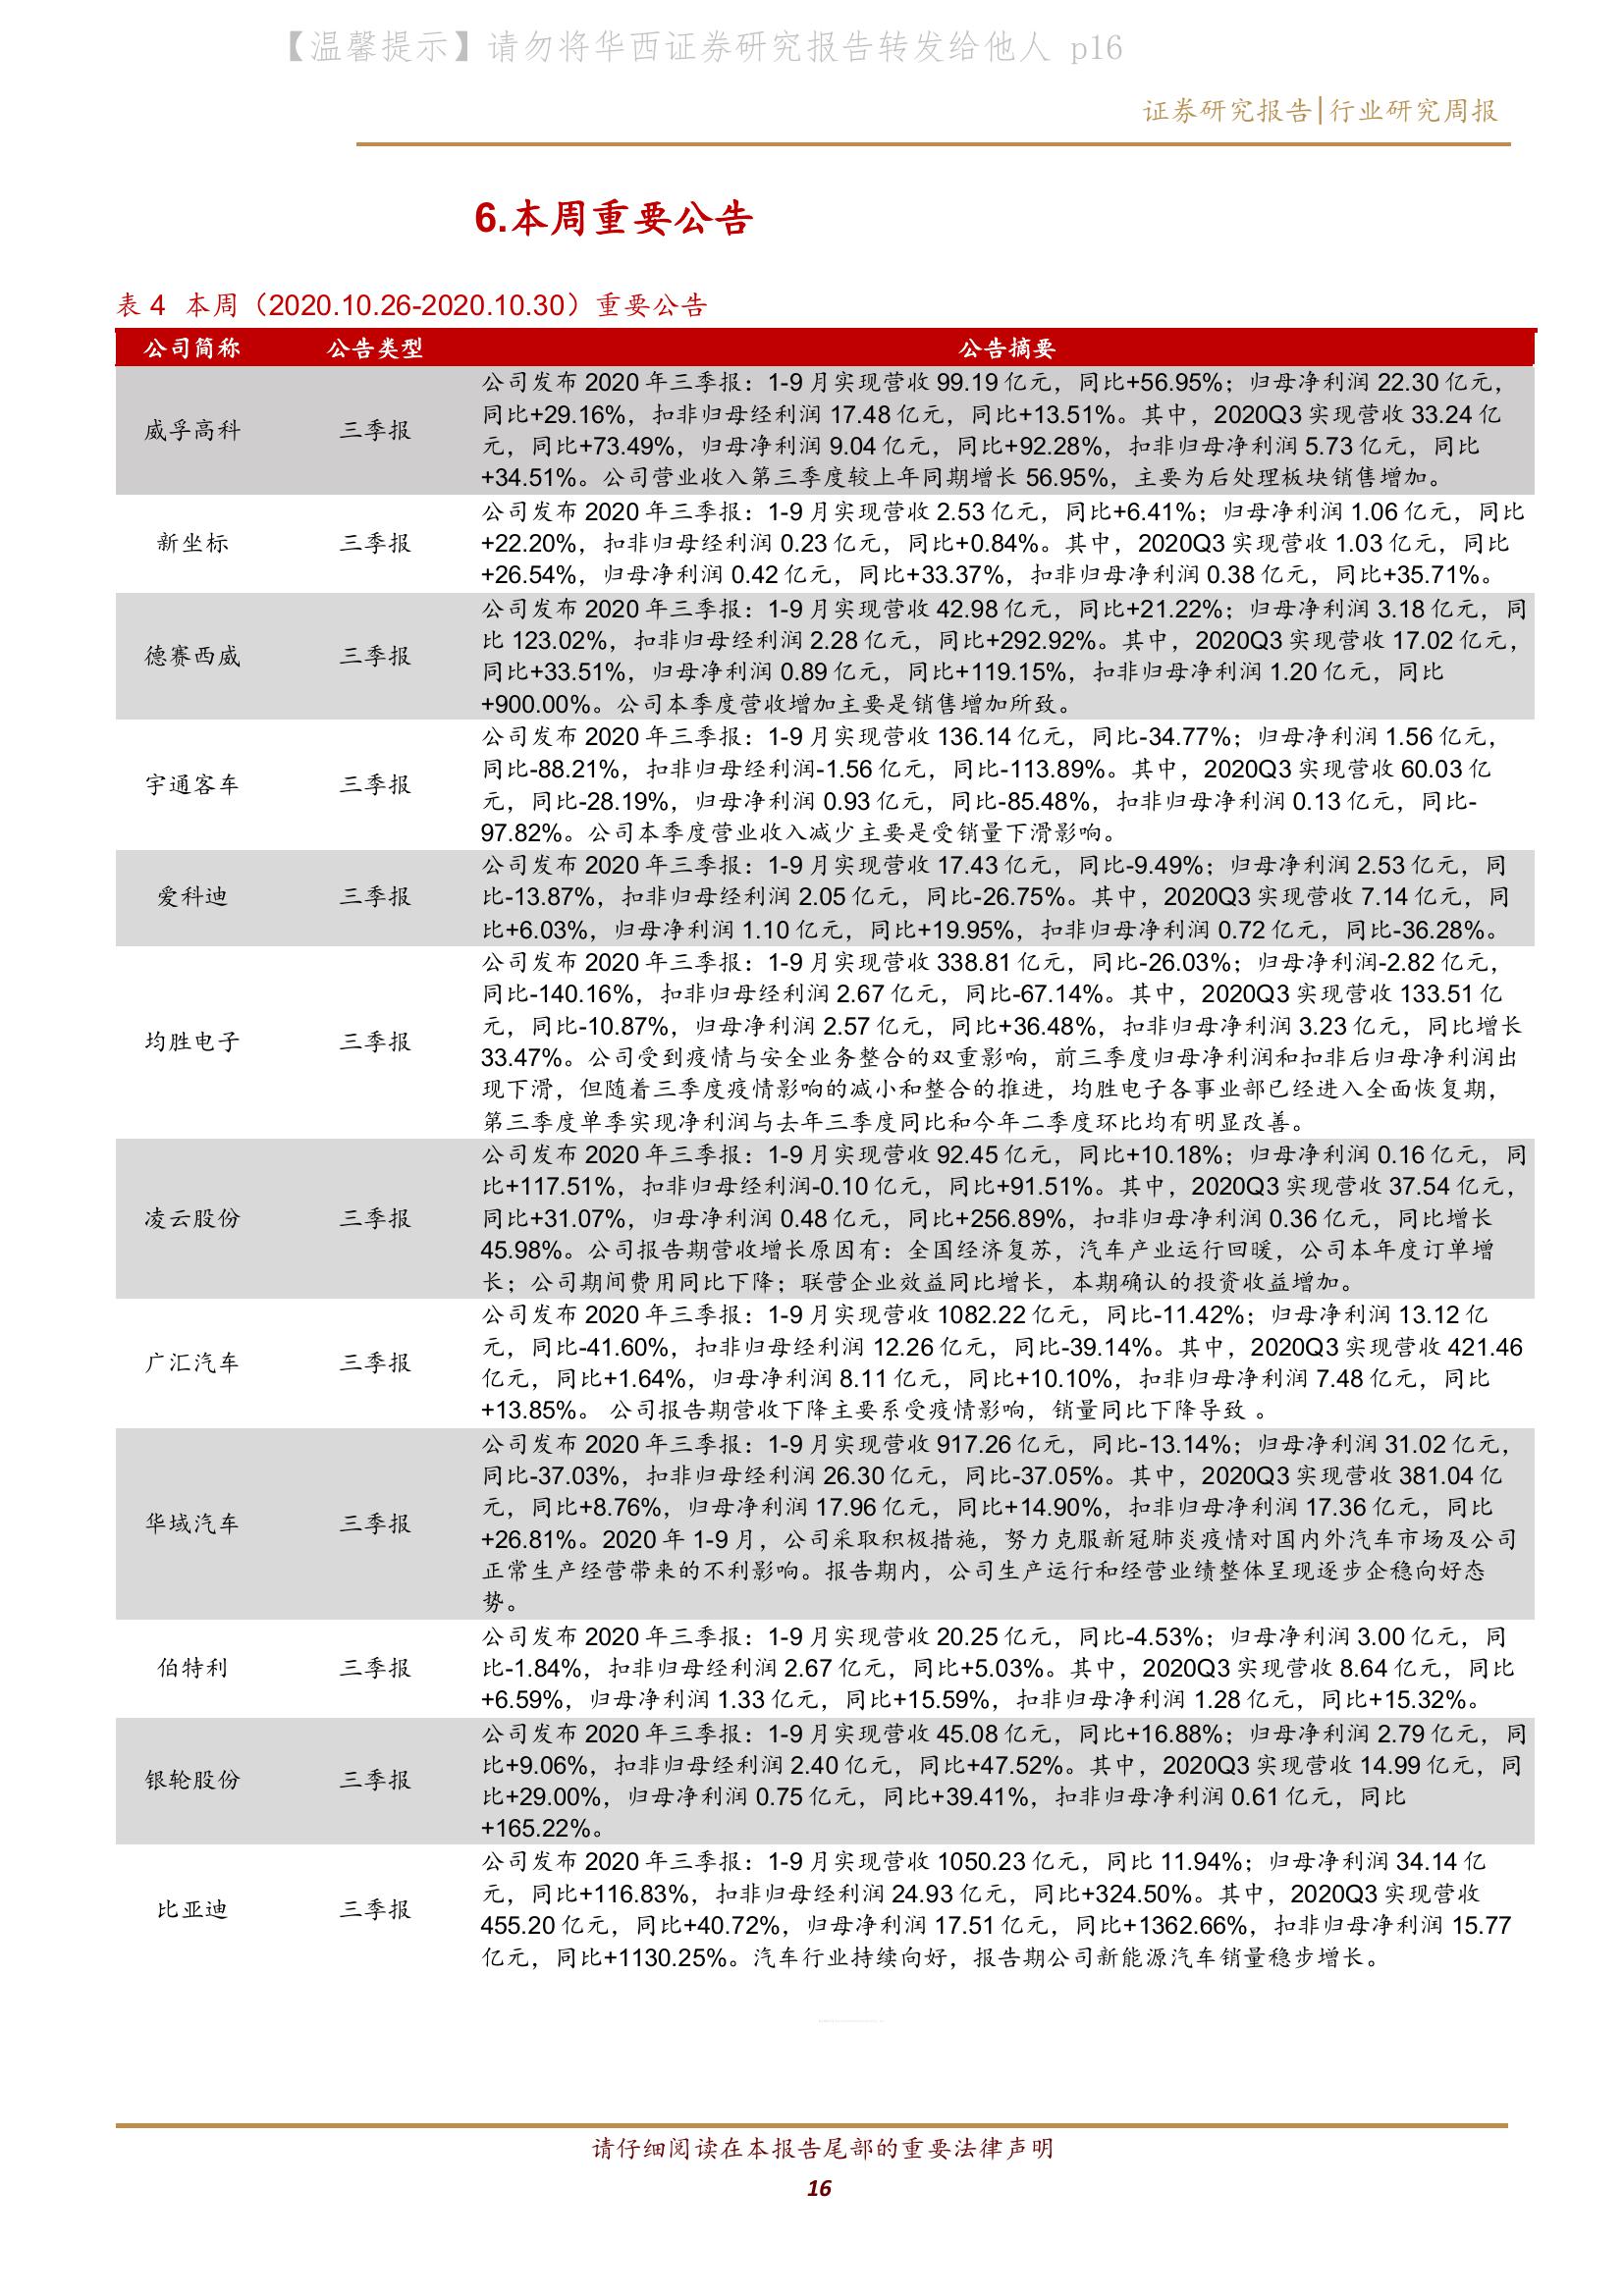 【温馨提示】请勿将华西证券研究报告转发给他人 p16
证券研究报告|行业研究周报
6.本周重要公告
表 4 本周（2020.10.26-2020.10.30）重要公告
公司简称 公告类型 公告摘要
威孚高科 三季报
公司发布 2020 年三季报：1-9 月实现营收 99.19 亿元，同比+56.95%；归母净利润 22.30 亿元，
同比+29.16%，扣非归母经利润 17.48 亿元，同比+13.51%。其中，2020Q3 实现营收 33.24 亿
元，同比+73.49%，归母净利润 9.04 亿元，同比+92.28%，扣非归母净利润 5.73 亿元，同比
+34.51%。公司营业收入第三季度较上年同期增长 56.95%，主要为后处理板块销售增加。
新坐标 三季报
公司发布 2020 年三季报：1-9 月实现营收 2.53 亿元，同比+6.41%；归母净利润 1.06 亿元，同比
+22.20%，扣非归母经利润 0.23 亿元，同比+0.84%。其中，2020Q3 实现营收 1.03 亿元，同比
+26.54%，归母净利润 0.42 亿元，同比+33.37%，扣非归母净利润 0.38 亿元，同比+35.71%。
德赛西威 三季报
公司发布 2020 年三季报：1-9 月实现营收 42.98 亿元，同比+21.22%；归母净利润 3.18 亿元，同
比 123.02%，扣非归母经利润 2.28 亿元，同比+292.92%。其中，2020Q3 实现营收 17.02 亿元，
同比+33.51%，归母净利润 0.89 亿元，同比+119.15%，扣非归母净利润 1.20 亿元，同比
+900.00%。公司本季度营收增加主要是销售增加所致。
宇通客车 三季报
公司发布 2020 年三季报：1-9 月实现营收 136.14 亿元，同比-34.77%；归母净利润 1.56 亿元，
同比-88.21%，扣非归母经利润-1.56 亿元，同比-113.89%。其中，2020Q3 实现营收 60.03 亿
元，同比-28.19%，归母净利润 0.93 亿元，同比-85.48%，扣非归母净利润 0.13 亿元，同比-
97.82%。公司本季度营业收入减少主要是受销量下滑影响。
爱科迪 三季报
公司发布 2020 年三季报：1-9 月实现营收 17.43 亿元，同比-9.49%；归母净利润 2.53 亿元，同
比-13.87%，扣非归母经利润 2.05 亿元，同比-26.75%。其中，2020Q3 实现营收 7.14 亿元，同
比+6.03%，归母净利润 1.10 亿元，同比+19.95%，扣非归母净利润 0.72 亿元，同比-36.28%。
均胜电子 三季报
公司发布 2020 年三季报：1-9 月实现营收 338.81 亿元，同比-26.03%；归母净利润-2.82 亿元，
同比-140.16%，扣非归母经利润 2.67 亿元，同比-67.14%。其中，2020Q3 实现营收 133.51 亿
元，同比-10.87%，归母净利润 2.57 亿元，同比+36.48%，扣非归母净利润 3.23 亿元，同比增长
33.47%。公司受到疫情与安全业务整合的双重影响，前三季度归母净利润和扣非后归母净利润出
现下滑，但随着三季度疫情影响的减小和整合的推进，均胜电子各事业部已经进入全面恢复期，
第三季度单季实现净利润与去年三季度同比和今年二季度环比均有明显改善。
凌云股份 三季报
公司发布 2020 年三季报：1-9 月实现营收 92.45 亿元，同比+10.18%；归母净利润 0.16 亿元，同
比+117.51%，扣非归母经利润-0.10 亿元，同比+91.51%。其中，2020Q3 实现营收 37.54 亿元，
同比+31.07%，归母净利润 0.48 亿元，同比+256.89%，扣非归母净利润 0.36 亿元，同比增长
45.98%。公司报告期营收增长原因有：全国经济复苏，汽车产业运行回暖，公司本年度订单增
长；公司期间费用同比下降；联营企业效益同比增长，本期确认的投资收益增加。
广汇汽车 三季报
公司发布 2020 年三季报：1-9 月实现营收 1082.22 亿元，同比-11.42%；归母净利润 13.12 亿
元，同比-41.60%，扣非归母经利润 12.26 亿元，同比-39.14%。其中，2020Q3 实现营收 421.46
亿元，同比+1.64%，归母净利润 8.11 亿元，同比+10.10%，扣非归母净利润 7.48 亿元，同比
+13.85%。 公司报告期营收下降主要系受疫情影响，销量同比下降导致 。
华域汽车 三季报
公司发布 2020 年三季报：1-9 月实现营收 917.26 亿元，同比-13.14%；归母净利润 31.02 亿元，
同比-37.03%，扣非归母经利润 26.30 亿元，同比-37.05%。其中，2020Q3 实现营收 381.04 亿
元，同比+8.76%，归母净利润 17.96 亿元，同比+14.90%，扣非归母净利润 17.36 亿元，同比
+26.81%。2020 年 1-9 月，公司采取积极措施，努力克服新冠肺炎疫情对国内外汽车市场及公司
正常生产经营带来的不利影响。报告期内，公司生产运行和经营业绩整体呈现逐步企稳向好态
势。
伯特利 三季报
公司发布 2020 年三季报：1-9 月实现营收 20.25 亿元，同比-4.53%；归母净利润 3.00 亿元，同
比-1.84%，扣非归母经利润 2.67 亿元，同比+5.03%。其中，2020Q3 实现营收 8.64 亿元，同比
+6.59%，归母净利润 1.33 亿元，同比+15.59%，扣非归母净利润 1.28 亿元，同比+15.32%。
银轮股份 三季报
公司发布 2020 年三季报：1-9 月实现营收 45.08 亿元，同比+16.88%；归母净利润 2.79 亿元，同
比+9.06%，扣非归母经利润 2.40 亿元，同比+47.52%。其中，2020Q3 实现营收 14.99 亿元，同
比+29.00%，归母净利润 0.75 亿元，同比+39.41%，扣非归母净利润 0.61 亿元，同比
+165.22%。
比亚迪 三季报
公司发布 2020 年三季报：1-9 月实现营收 1050.23 亿元，同比 11.94%；归母净利润 34.14 亿
元，同比+116.83%，扣非归母经利润 24.93 亿元，同比+324.50%。其中，2020Q3 实现营收
455.20 亿元，同比+40.72%，归母净利润 17.51 亿元，同比+1362.66%，扣非归母净利润 15.77
亿元，同比+1130.25%。汽车行业持续向好，报告期公司新能源汽车销量稳步增长。
请仔细阅读在本报告尾部的重要法律声明
16